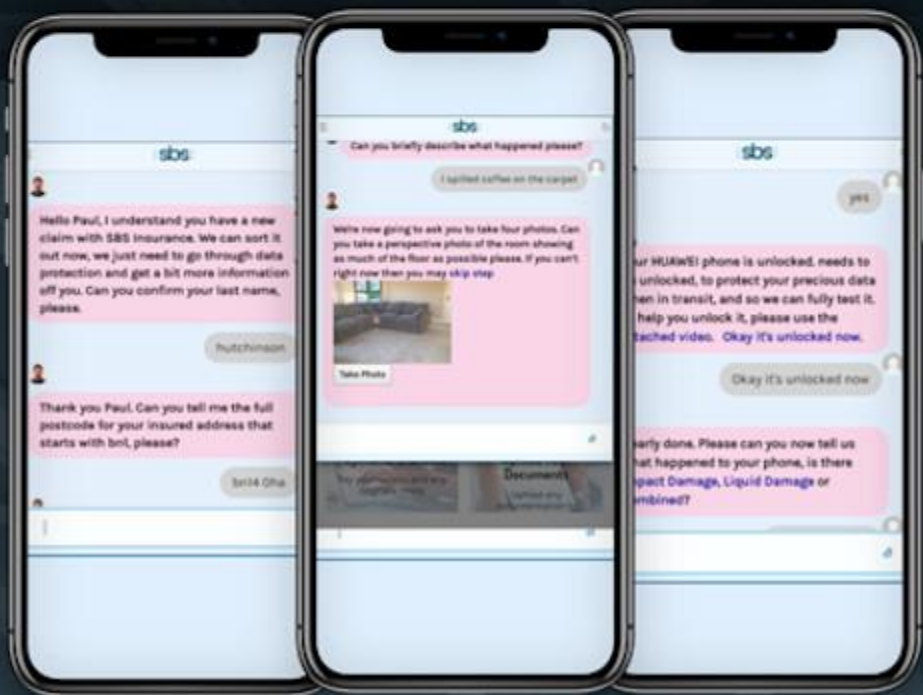 sbs
Hello Paul, I understand you have a new
claim with SBS Insurance. We can sort it
out now, we just need to go through data
protection and get a bit more information
off you. Can you confirm your last name,
please.
hutchinson
Thank you Paul. Can you tell me the full
postcode for your insured address that
starts with bn1, please?
bn14 0ha
sbs
Can you briefly describe what happened please?
I spilled coffee on the carpet
We're now going to ask you to take four photos. Can
you take a perspective photo of the room showing
as much of the floor as possible please. If you can't
right now then you may skip step
Take Photo
Documents
sbs
yes
ur HUAWEI phone is unlocked, needs to
unlocked, to protect your precious data
en in transit, and so we can fully test it.
help you unlock it, please use the
tached video. Okay it's unlocked now.
Okay it's unlocked now
early done. Please can you now tell us
hat happened to your phone, is there
pact Damage, Liquid Damage or
mbined?